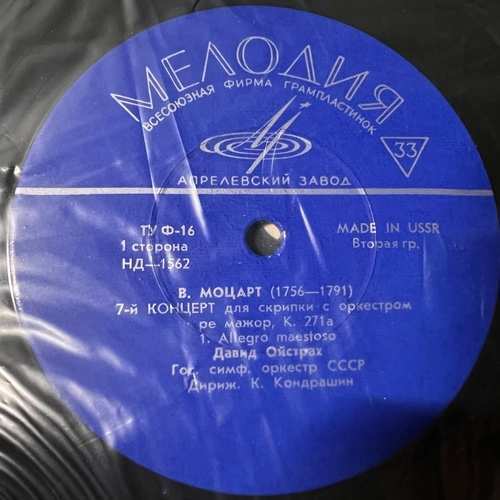 МЕЛОДИЯ
ВСЕСОЮЗНАЯ ФИРМА ГРАМПЛАСТИНОК
33
АПРЕЛЕВСКИЙ ЗАВОД
ТУ Ф-16
1 сторона
НД—1562
MADE IN USSR
Вторая гр.
В. МОЦАРТ (1756—1791)
7-й КОНЦЕРТ для скрипки с оркестром
ре мажор, К. 271а
1. Allegro maestoso
Давид Ойстрах
Гос. симф. оркестр СССР
Дириж. К. Кондрашин